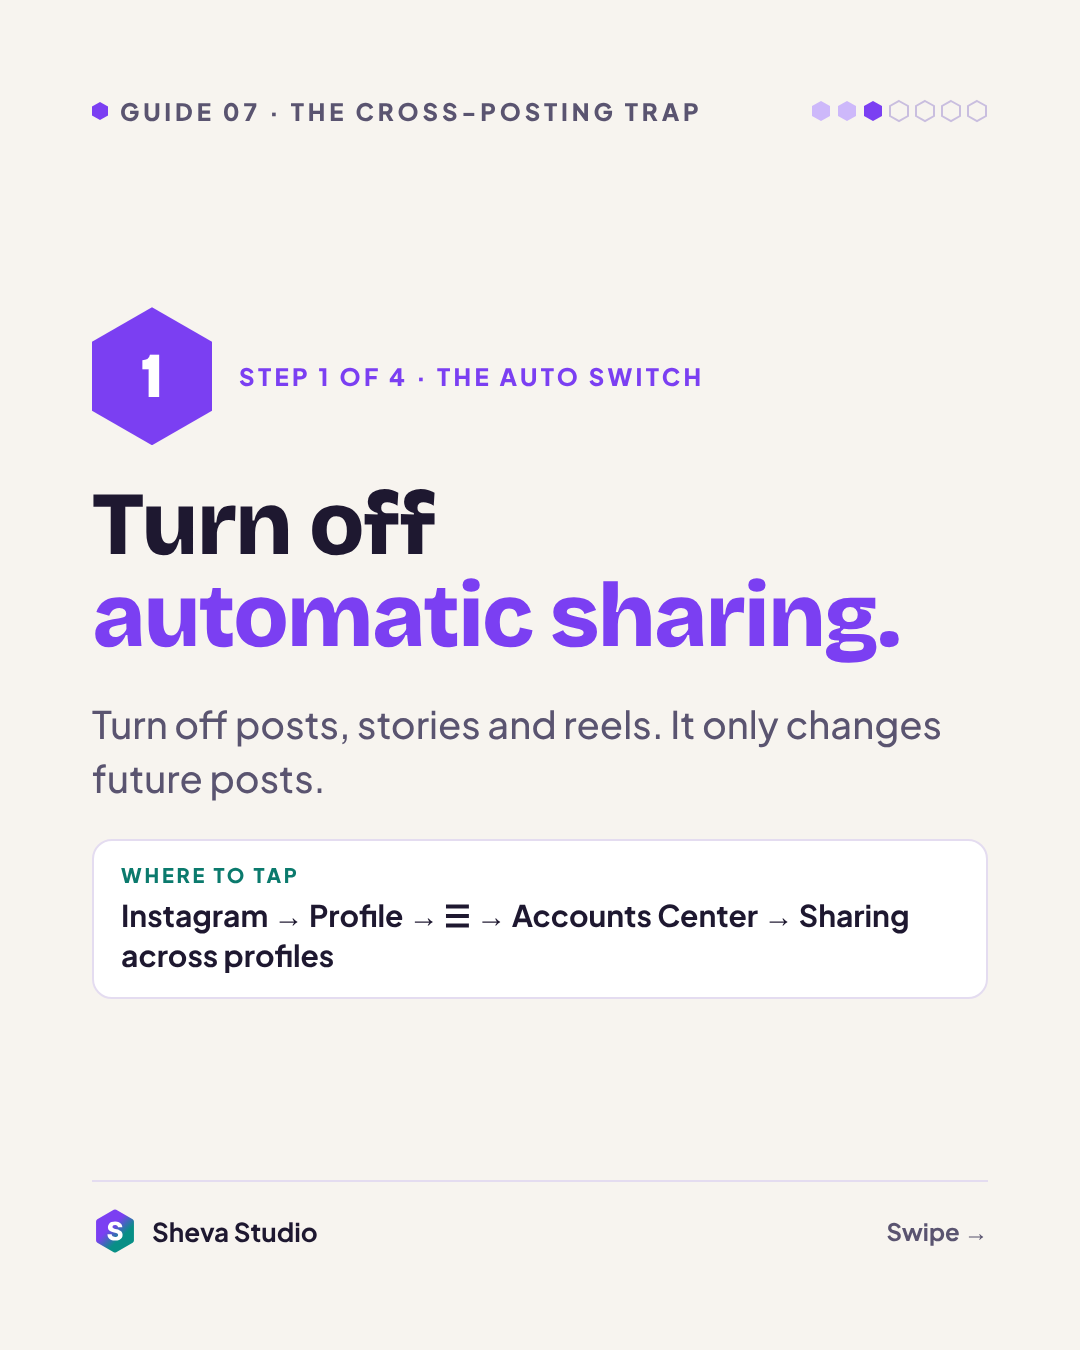 GUIDE 07 · THE CROSS-POSTING TRAP
1
STEP 1 OF 4 · THE AUTO SWITCH
Turn off
automatic sharing.
Turn off posts, stories and reels. It only changes
future posts.
WHERE TO TAP
Instagram → Profile → ☰ → Accounts Center → Sharing
across profiles
S
Sheva Studio
Swipe →